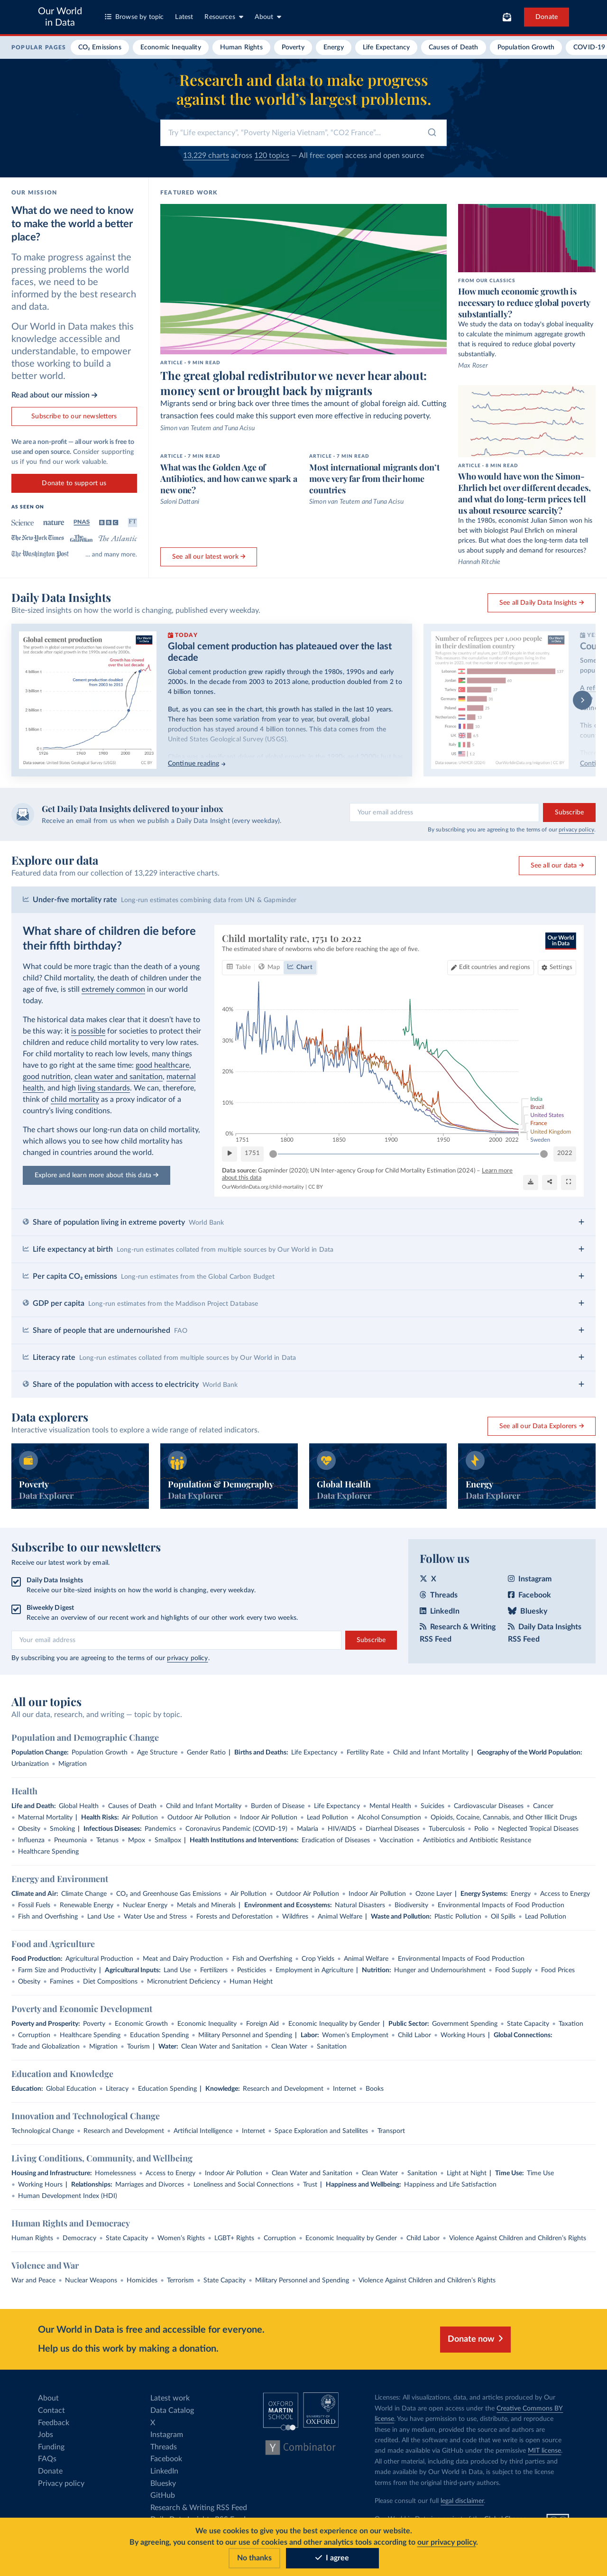 Our World
in Data
Browse by topic
Latest
Resources
About
Donate
POPULAR PAGES
CO₂ Emissions
Economic Inequality
Human Rights
Poverty
Energy
Life Expectancy
Causes of Death
Population Growth
COVID-19
Research and data to make progress
against the world's largest problems.
Try "Life expectancy", "Poverty Nigeria Vietnam", "CO2 France"...
13,229 charts across 120 topics — All free: open access and open source
OUR MISSION
What do we need to know
to make the world a better
place?
To make progress against the
pressing problems the world
faces, we need to be
informed by the best research
and data.
Our World in Data makes this
knowledge accessible and
understandable, to empower
those working to build a
better world.
Read about our mission →
Subscribe to our newsletters
We are a non-profit — all our work is free to
use and open source. Consider supporting
us if you find our work valuable.
Donate to support us
AS SEEN ON
Science nature PNAS BBC FT
The New York Times The Guardian The Atlantic
The Washington Post ... and many more.
FEATURED WORK
ARTICLE - 9 MIN READ
The great global redistributor we never hear about:
money sent or brought back by migrants
Migrants send or bring back over three times the amount of global foreign aid. Cutting
transaction fees could make this support even more effective in reducing poverty.
Simon van Teutem and Tuna Acisu
ARTICLE - 7 MIN READ
What was the Golden Age of
Antibiotics, and how can we spark a
new one?
Saloni Dattani
ARTICLE - 7 MIN READ
Most international migrants don't
move very far from their home
countries
Simon van Teutem and Tuna Acisu
See all our latest work →
FROM OUR CLASSICS
How much economic growth is
necessary to reduce global poverty
substantially?
We study the data on today's global inequality
to calculate the minimum aggregate growth
that is required to reduce global poverty
substantially.
Max Roser
ARTICLE - 8 MIN READ
Who would have won the Simon-
Ehrlich bet over different decades,
and what do long-term prices tell
us about resource scarcity?
In the 1980s, economist Julian Simon won his
bet with biologist Paul Ehrlich on mineral
prices. But what does the long-term data tell
us about supply and demand for resources?
Hannah Ritchie
Daily Data Insights
Bite-sized insights on how the world is changing, published every weekday.
See all Daily Data Insights →
Global cement production
TODAY
Global cement production has plateaued over the last
decade
Global cement production grew rapidly through the 1980s, 1990s and early
2000s. In the decade from 2003 to 2013 alone, production doubled from 2 to
4 billion tonnes.
But, as you can see in the chart, this growth has stalled in the last 10 years.
There has been some variation from year to year, but overall, global
production has stayed around 4 billion tonnes. This data comes from the
United States Geological Survey (USGS).
Continue reading →
Number of refugees per 1,000 people
in their destination country
Get Daily Data Insights delivered to your inbox
Receive an email from us when we publish a Daily Data Insight (every weekday).
Your email address
Subscribe
By subscribing you are agreeing to the terms of our privacy policy.
Explore our data
Featured data from our collection of 13,229 interactive charts.
See all our data →
Under-five mortality rate Long-run estimates combining data from UN & Gapminder
What share of children die before
their fifth birthday?
What could be more tragic than the death of a young
child? Child mortality, the death of children under the
age of five, is still extremely common in our world
today.
The historical data makes clear that it doesn't have to
be this way: it is possible for societies to protect their
children and reduce child mortality to very low rates.
For child mortality to reach low levels, many things
have to go right at the same time: good healthcare,
good nutrition, clean water and sanitation, maternal
health, and high living standards. We can, therefore,
think of child mortality as a proxy indicator of a
country's living conditions.
The chart shows our long-run data on child mortality,
which allows you to see how child mortality has
changed in countries around the world.
Explore and learn more about this data →
Child mortality rate, 1751 to 2022
The estimated share of newborns who die before reaching the age of five.
Our World
in Data
Table
Map
Chart
Edit countries and regions
Settings
40%
30%
20%
10%
0%
1751 1800 1850 1900 1950 2000 2022
India
Brazil
United States
France
United Kingdom
Sweden
1751
2022
Data source: Gapminder (2020); UN Inter-agency Group for Child Mortality Estimation (2024) – Learn more
about this data
OurWorldinData.org/child-mortality | CC BY
Share of population living in extreme poverty World Bank
Life expectancy at birth Long-run estimates collated from multiple sources by Our World in Data
Per capita CO₂ emissions Long-run estimates from the Global Carbon Budget
GDP per capita Long-run estimates from the Maddison Project Database
Share of people that are undernourished FAO
Literacy rate Long-run estimates collated from multiple sources by Our World in Data
Share of the population with access to electricity World Bank
Data explorers
Interactive visualization tools to explore a wide range of related indicators.
See all our Data Explorers →
Poverty
Data Explorer
Population & Demography
Data Explorer
Global Health
Data Explorer
Energy
Data Explorer
Subscribe to our newsletters
Receive our latest work by email.
Daily Data Insights
Receive our bite-sized insights on how the world is changing, every weekday.
Biweekly Digest
Receive an overview of our recent work and highlights of our other work every two weeks.
Your email address
Subscribe
By subscribing you are agreeing to the terms of our privacy policy.
Follow us
X
Instagram
Threads
Facebook
LinkedIn
Bluesky
Research & Writing
RSS Feed
Daily Data Insights
RSS Feed
All our topics
All our data, research, and writing — topic by topic.
Population and Demographic Change
Population Change: Population Growth • Age Structure • Gender Ratio | Births and Deaths: Life Expectancy • Fertility Rate • Child and Infant Mortality | Geography of the World Population:
Urbanization • Migration
Health
Life and Death: Global Health • Causes of Death • Child and Infant Mortality • Burden of Disease • Life Expectancy • Mental Health • Suicides • Cardiovascular Diseases • Cancer
• Maternal Mortality | Health Risks: Air Pollution • Outdoor Air Pollution • Indoor Air Pollution • Lead Pollution • Alcohol Consumption • Opioids, Cocaine, Cannabis, and Other Illicit Drugs
• Obesity • Smoking | Infectious Diseases: Pandemics • Coronavirus Pandemic (COVID-19) • Malaria • HIV/AIDS • Diarrheal Diseases • Tuberculosis • Polio • Neglected Tropical Diseases
• Influenza • Pneumonia • Tetanus • Mpox • Smallpox | Health Institutions and Interventions: Eradication of Diseases • Vaccination • Antibiotics and Antibiotic Resistance
• Healthcare Spending
Energy and Environment
Climate and Air: Climate Change • CO₂ and Greenhouse Gas Emissions • Air Pollution • Outdoor Air Pollution • Indoor Air Pollution • Ozone Layer | Energy Systems: Energy • Access to Energy
• Fossil Fuels • Renewable Energy • Nuclear Energy • Metals and Minerals | Environment and Ecosystems: Natural Disasters • Biodiversity • Environmental Impacts of Food Production
• Fish and Overfishing • Land Use • Water Use and Stress • Forests and Deforestation • Wildfires • Animal Welfare | Waste and Pollution: Plastic Pollution • Oil Spills • Lead Pollution
Food and Agriculture
Food Production: Agricultural Production • Meat and Dairy Production • Fish and Overfishing • Crop Yields • Animal Welfare • Environmental Impacts of Food Production
• Farm Size and Productivity | Agricultural Inputs: Land Use • Fertilizers • Pesticides • Employment in Agriculture | Nutrition: Hunger and Undernourishment • Food Supply • Food Prices
• Obesity • Famines • Diet Compositions • Micronutrient Deficiency • Human Height
Poverty and Economic Development
Poverty and Prosperity: Poverty • Economic Growth • Economic Inequality • Foreign Aid • Economic Inequality by Gender | Public Sector: Government Spending • State Capacity • Taxation
• Corruption • Healthcare Spending • Education Spending • Military Personnel and Spending | Labor: Women's Employment • Child Labor • Working Hours | Global Connections:
Trade and Globalization • Migration • Tourism | Water: Clean Water and Sanitation • Clean Water • Sanitation
Education and Knowledge
Education: Global Education • Literacy • Education Spending | Knowledge: Research and Development • Internet • Books
Innovation and Technological Change
Technological Change • Research and Development • Artificial Intelligence • Internet • Space Exploration and Satellites • Transport
Living Conditions, Community, and Wellbeing
Housing and Infrastructure: Homelessness • Access to Energy • Indoor Air Pollution • Clean Water and Sanitation • Clean Water • Sanitation • Light at Night | Time Use: Time Use
• Working Hours | Relationships: Marriages and Divorces • Loneliness and Social Connections • Trust | Happiness and Wellbeing: Happiness and Life Satisfaction
• Human Development Index (HDI)
Human Rights and Democracy
Human Rights • Democracy • State Capacity • Women's Rights • LGBT+ Rights • Corruption • Economic Inequality by Gender • Child Labor • Violence Against Children and Children's Rights
Violence and War
War and Peace • Nuclear Weapons • Homicides • Terrorism • State Capacity • Military Personnel and Spending • Violence Against Children and Children's Rights
Our World in Data is free and accessible for everyone.
Help us do this work by making a donation.
Donate now
About
Contact
Feedback
Jobs
Funding
FAQs
Donate
Privacy policy
Latest work
Data Catalog
X
Instagram
Threads
Facebook
LinkedIn
Bluesky
GitHub
Research & Writing RSS Feed
OXFORD
MARTIN
SCHOOL
UNIVERSITY OF
OXFORD
Y Combinator
Licenses: All visualizations, data, and articles produced by Our
World in Data are open access under the Creative Commons BY
license. You have permission to use, distribute, and reproduce
these in any medium, provided the source and authors are
credited. All the software and code that we write is open source
and made available via GitHub under the permissive MIT license.
All other material, including data produced by third parties and
made available by Our World in Data, is subject to the license
terms from the original third-party authors.
Please consult our full legal disclaimer.
We use cookies to give you the best experience on our website.
By agreeing, you consent to our use of cookies and other analytics tools according to our privacy policy.
No thanks
I agree